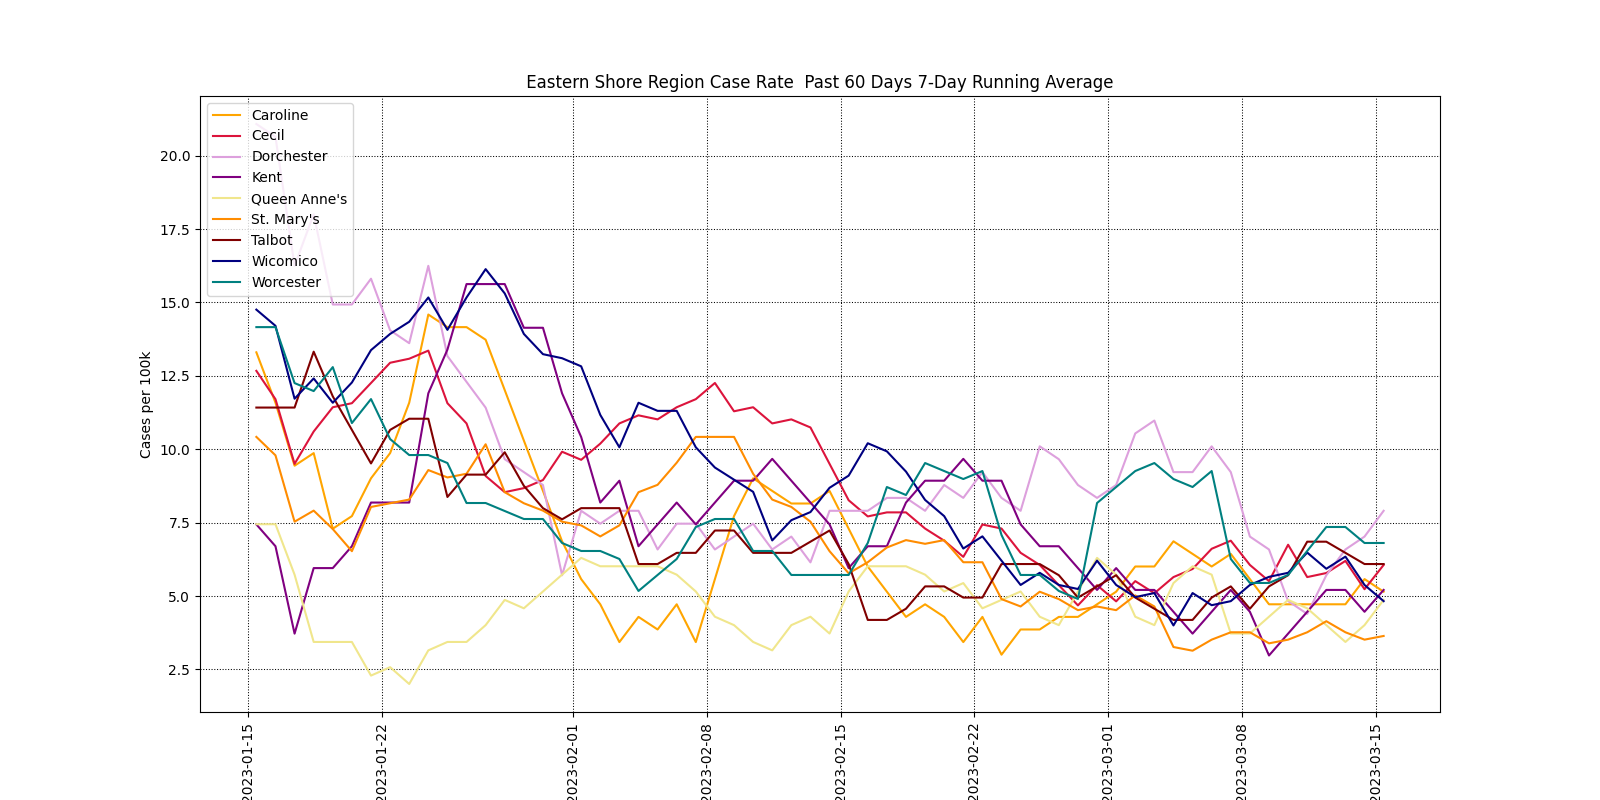 Eastern Shore Region Case Rate  Past 60 Days 7-Day Running Average
Caroline
Cecil
Dorchester
Kent
Queen Anne's
St. Mary's
Talbot
Wicomico
Worcester
Cases per 100k
20.0
17.5
15.0
12.5
10.0
7.5
5.0
2.5
2023-01-15
2023-01-22
2023-02-01
2023-02-08
2023-02-15
2023-02-22
2023-03-01
2023-03-08
2023-03-15